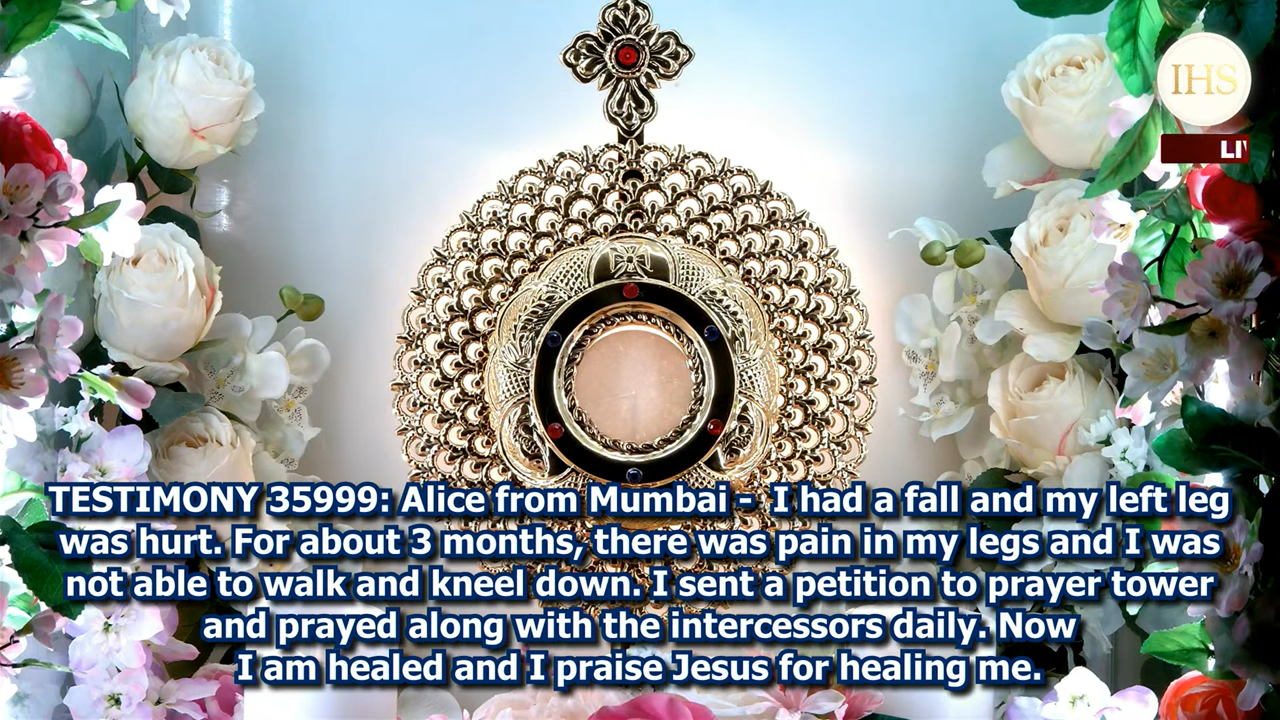 IHS
TESTIMONY 35999: Alice from Mumbai - I had a fall and my left leg
was hurt. For about 3 months, there was pain in my legs and I was
not able to walk and kneel down. I sent a petition to prayer tower
and prayed along with the intercessors daily. Now
I am healed and I praise Jesus for healing me.